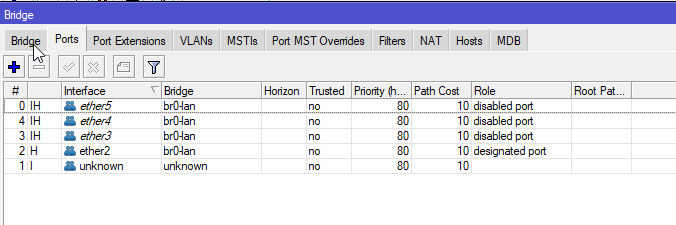 Bridge
Bridge Ports Port Extensions VLANs MSTIs Port MST Overrides Filters NAT Hosts MDB
# Interface Bridge Horizon Trusted Priority (h... Path Cost Role Root Pat...
0 IH ether5 br0-lan no 80 10 disabled port
4 IH ether4 br0-lan no 80 10 disabled port
3 IH ether3 br0-lan no 80 10 disabled port
2 H ether2 br0-lan no 80 10 designated port
1 I unknown unknown no 80 10